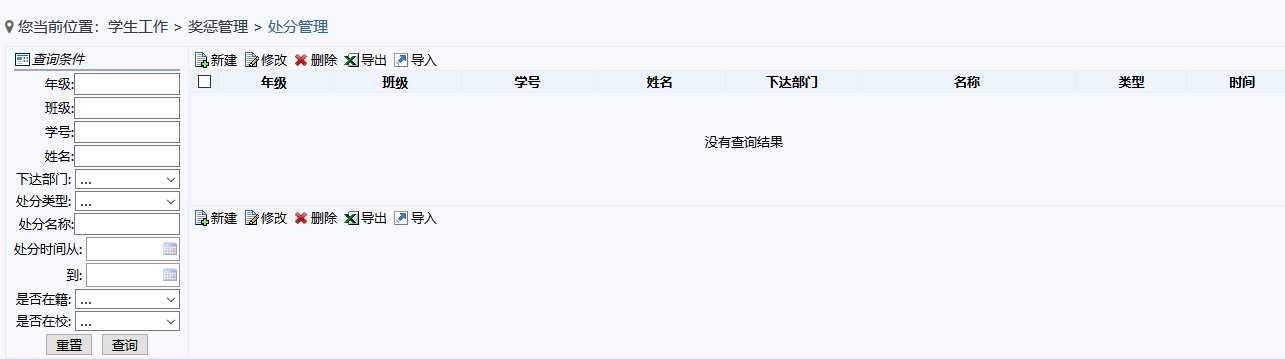 您当前位置：学生工作 > 奖惩管理 > 处分管理
查询条件
年级:
班级:
学号:
姓名:
下达部门: ...
处分类型: ...
处分名称:
处分时间从:
到:
是否在籍: ...
是否在校: ...
重置 查询
新建 修改 删除 导出 导入
年级 班级 学号 姓名 下达部门 名称 类型 时间
没有查询结果
新建 修改 删除 导出 导入